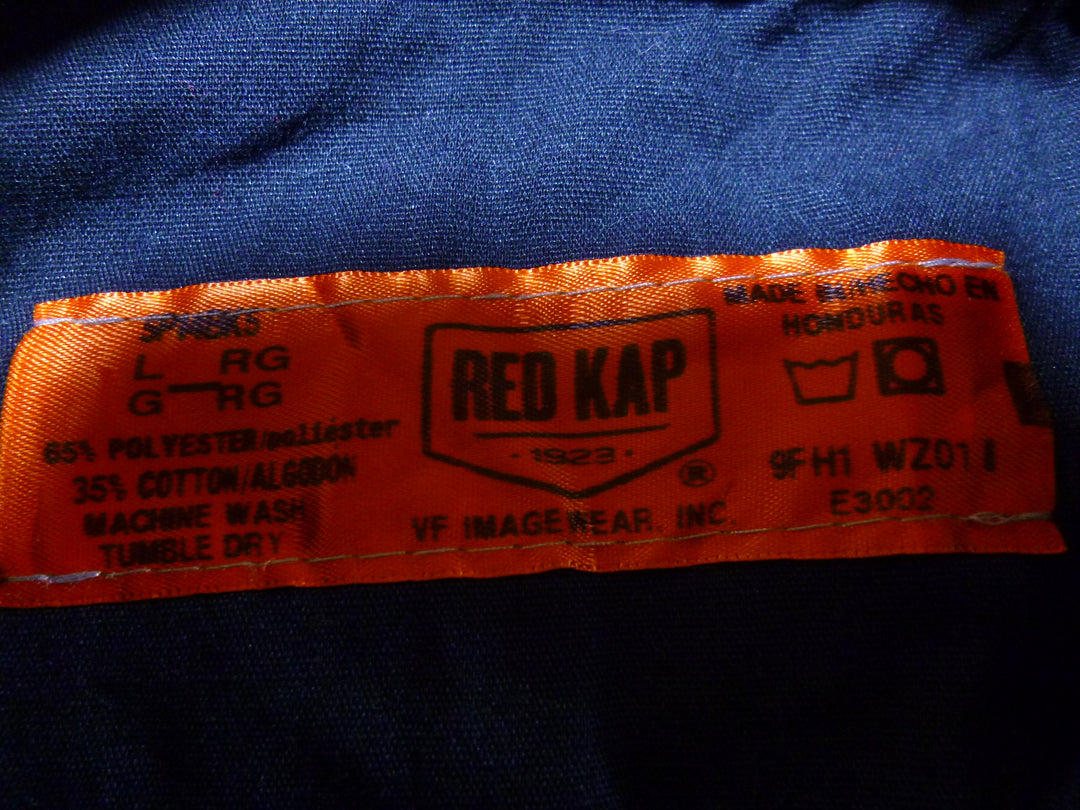 L RG
G RG
65% POLYESTER/poliéster
35% COTTON/ALGODON
MACHINE WASH
TUMBLE DRY
RED KAP
· 1923 ·
®
VF IMAGEWEAR, INC.
MADE IN/HECHO EN
HONDURAS
9FH1 WZ01
E3002